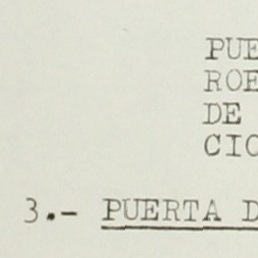 PUE
ROE
DE
CIO
3.- PUERTA D